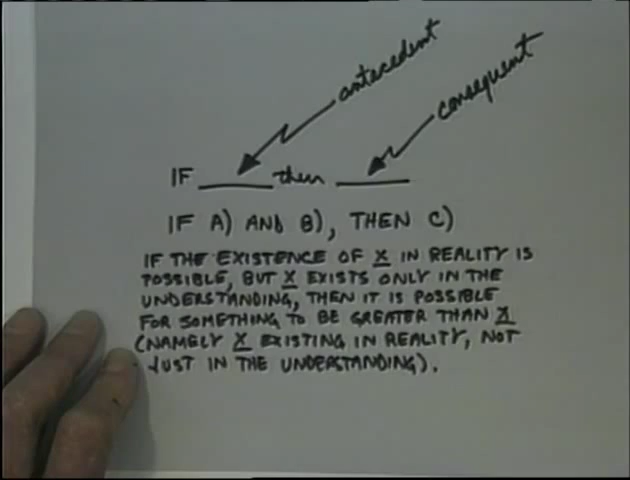 antecedent
consequent
IF ______ then ______
IF A) AND B), THEN C)
IF THE EXISTENCE OF X IN REALITY IS
POSSIBLE, BUT X EXISTS ONLY IN THE
UNDERSTANDING, THEN IT IS POSSIBLE
FOR SOMETHING TO BE GREATER THAN X
(NAMELY X EXISTING IN REALITY, NOT
JUST IN THE UNDERSTANDING).